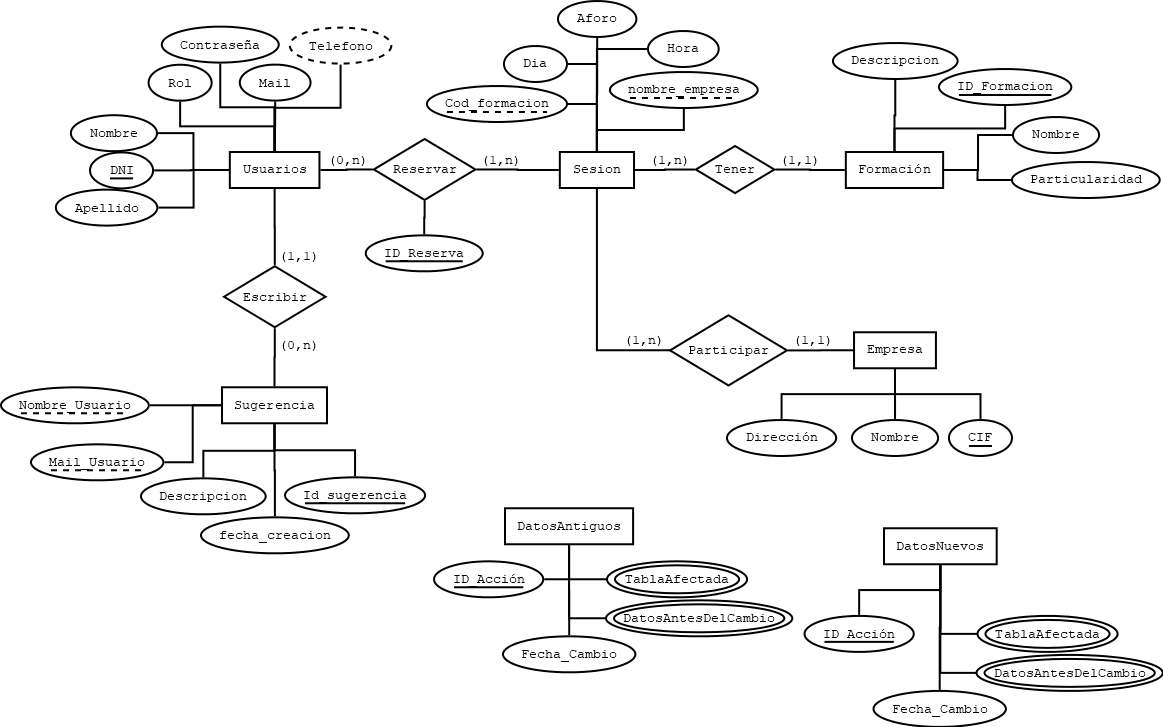 Aforo
Contraseña
Telefono
Hora
Dia
Descripcion
Rol
Mail
nombre_empresa
ID_Formacion
Cod_formacion
Nombre
Nombre
DNI
Usuarios
(0,n)
Reservar
(1,n)
Sesion
(1,n)
Tener
(1,1)
Formación
Particularidad
Apellido
ID_Reserva
(1,1)
Escribir
(0,n)
(1,n)
Participar
(1,1)
Empresa
Nombre_Usuario
Sugerencia
Dirección
Nombre
CIF
Mail_Usuario
Descripcion
Id_sugerencia
fecha_creacion
DatosAntiguos
DatosNuevos
ID_Acción
TablaAfectada
DatosAntesDelCambio
Fecha_Cambio
ID_Acción
TablaAfectada
DatosAntesDelCambio
Fecha_Cambio